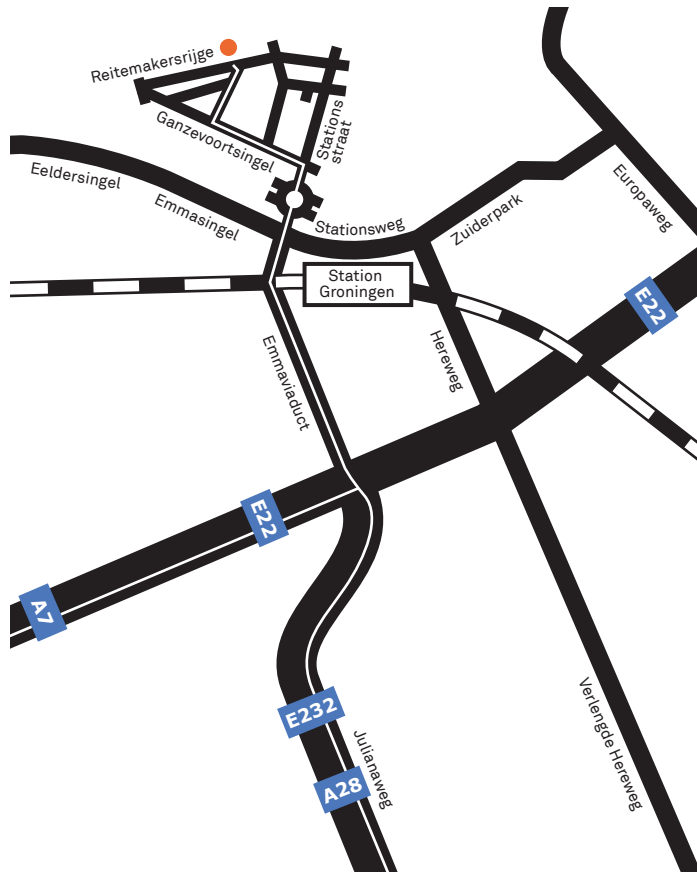 Reitemakersrijge
Ganzevoortsingel
Stations
straat
Eeldersingel
Emmasingel
Stationsweg
Zuiderpark
Europaweg
Station
Groningen
E22
Hereweg
Emmaviaduct
E22
A7
E232
Julianaweg
A28
Verlengde Hereweg